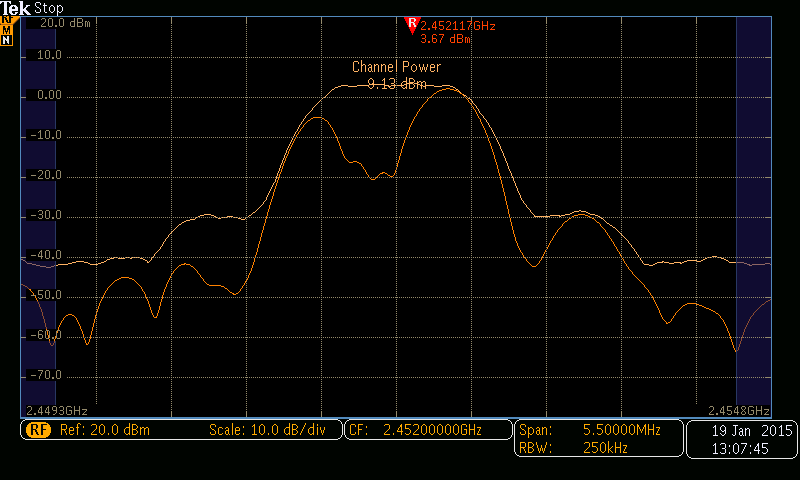 Tek Stop
RF
M
N
20.0 dBm
R 2.452117GHz
3.67 dBm
10.0
Channel Power
9.13 dBm
0.00
-10.0
-20.0
-30.0
-40.0
-50.0
-60.0
-70.0
2.4493GHz
2.4548GHz
RF Ref: 20.0 dBm Scale: 10.0 dB/div CF: 2.45200000GHz Span: 5.50000MHz
RBW: 250kHz
19 Jan 2015
13:07:45